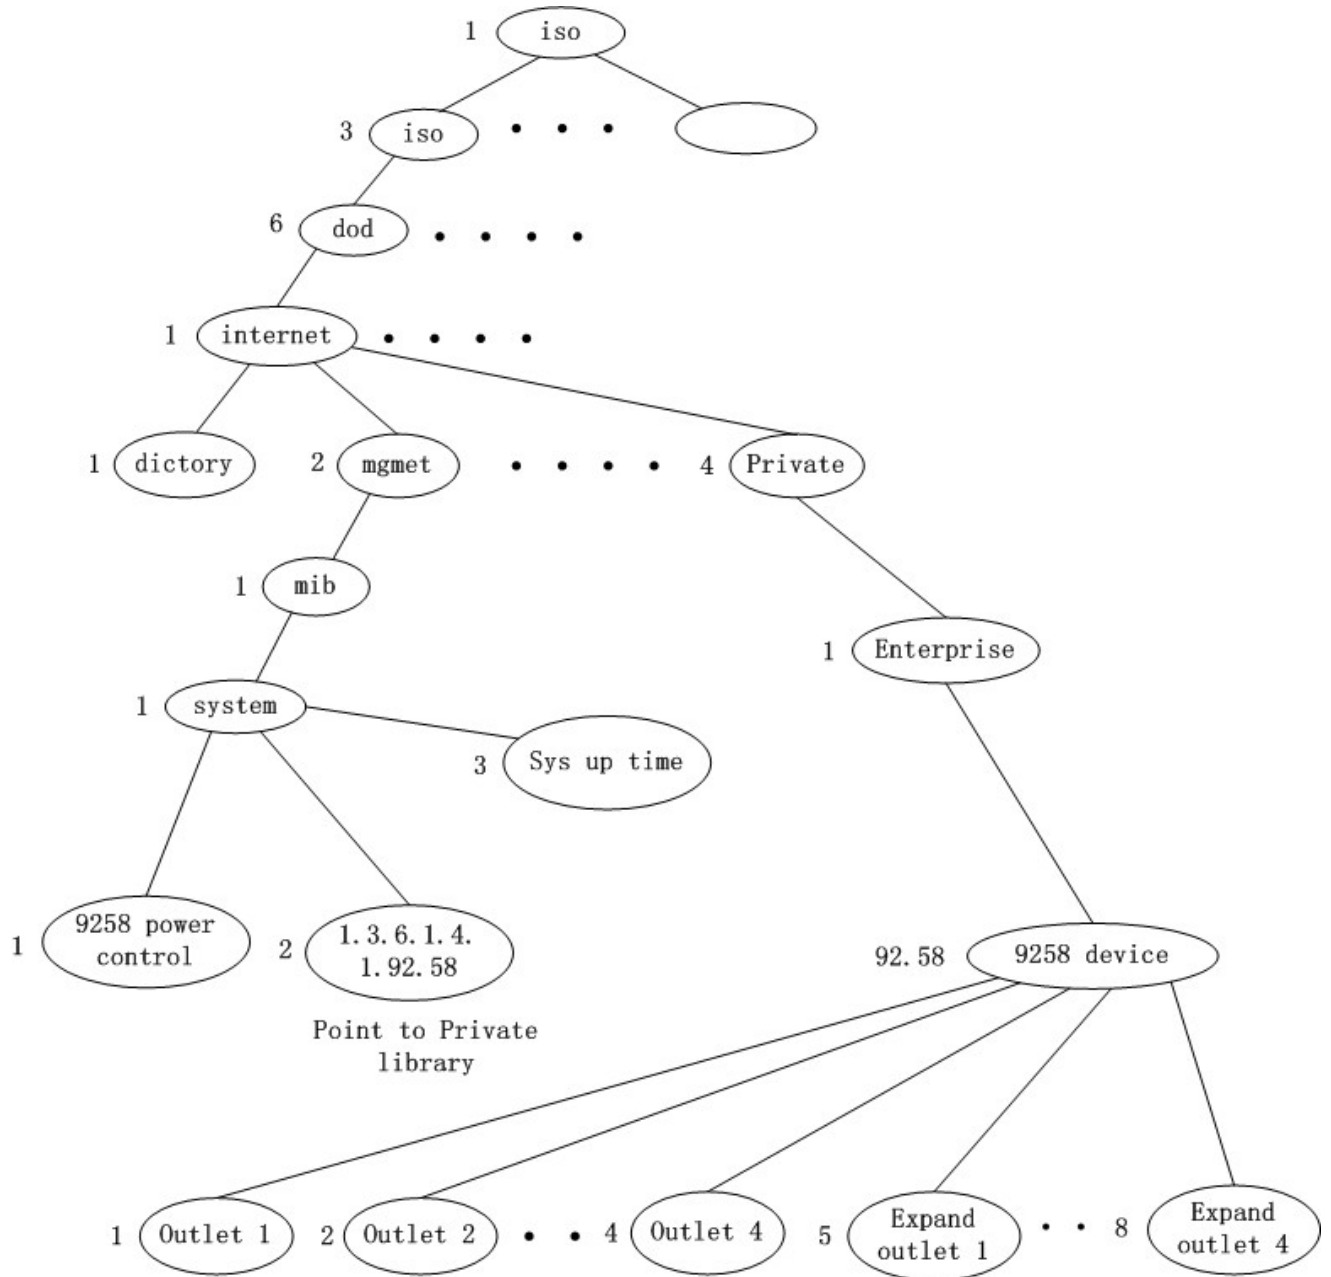 1 iso
3 iso
6 dod
1 internet
1 dictory 2 mgmet 4 Private
1 mib
1 Enterprise
1 system
3 Sys up time
1 9258 power
control
2 1.3.6.1.4.
1.92.58
92.58 9258 device
Point to Private
library
1 Outlet 1 2 Outlet 2 4 Outlet 4 5 Expand
outlet 1
8 Expand
outlet 4